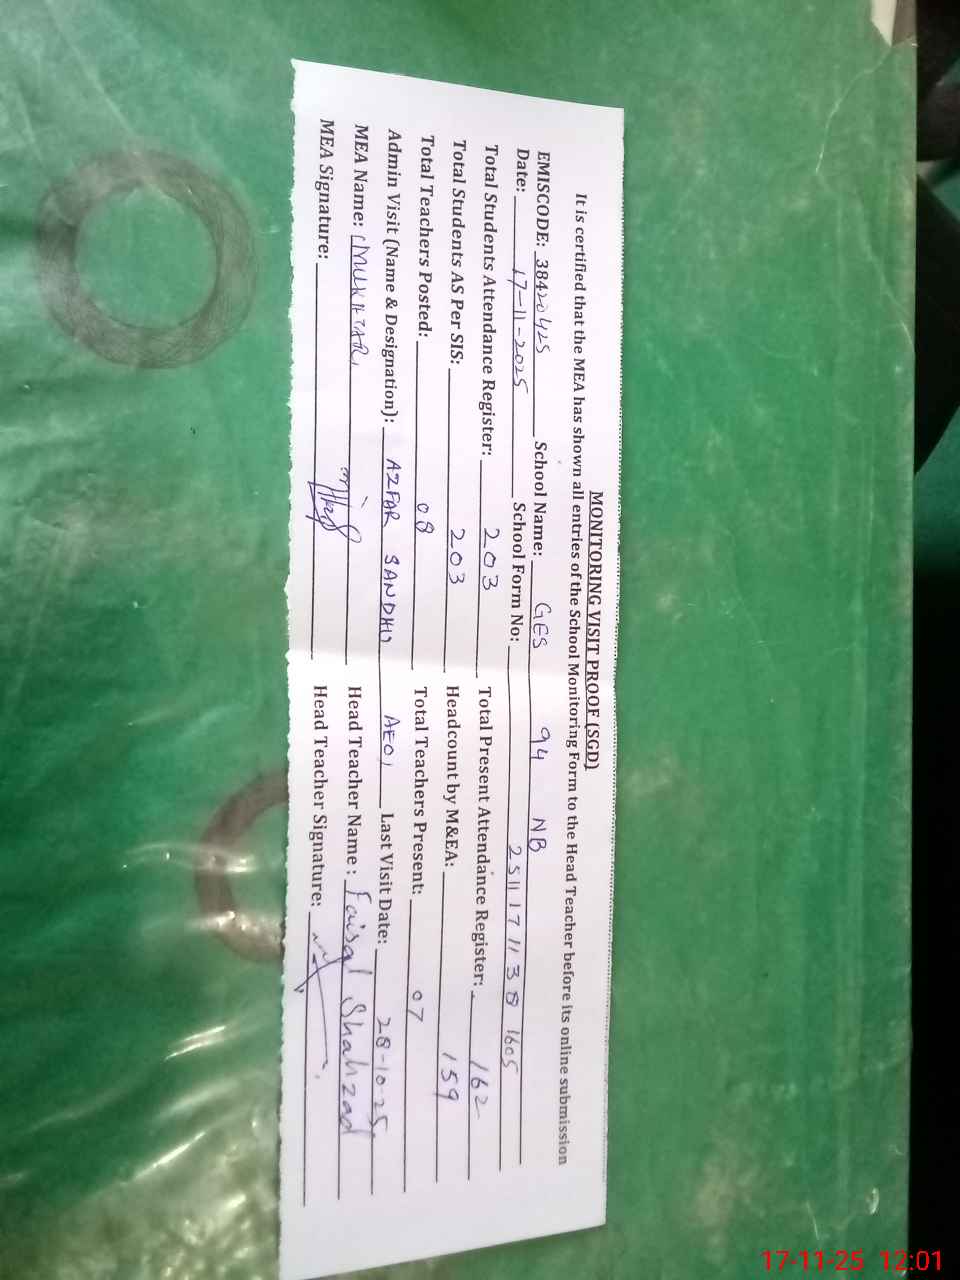 MONITORING VISIT PROOF (SGD)
It is certified that the MEA has shown all entries of the School Monitoring Form to the Head Teacher before its online submission
EMISCODE: 38420425 School Name: GES 94 NB
Date: 17-11-2025 School Form No: 25111711381605
Total Students Attendance Register: 203 Total Present Attendance Register: 162
Total Students AS Per SIS: 203 Headcount by M&EA: 159
Total Teachers Posted: 08 Total Teachers Present: 07
Admin Visit (Name & Designation): AZFAR SANDHU AEO, Last Visit Date: 28-10-25
MEA Name: MUKHTAR Head Teacher Name: Faisal Shahzad
MEA Signature: Head Teacher Signature:
17-11-25 12:01